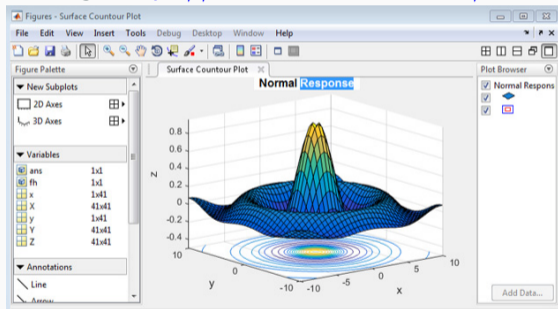 Figures - Surface Countour Plot
File Edit View Insert Tools Debug Desktop Window Help
Figure Palette
New Subplots
2D Axes
3D Axes
Variables
ans 1x1
fh 1x1
x 1x41
X 41x41
y 1x41
Y 41x41
Z 41x41
Annotations
Line
Arrow
Surface Countour Plot
Normal Response
0.8
0.6
0.4
0.2
0
-0.2
-0.4
z
10
0
-10
y
-10
-5
0
5
10
x
Plot Browser
Normal Respons
Add Data...